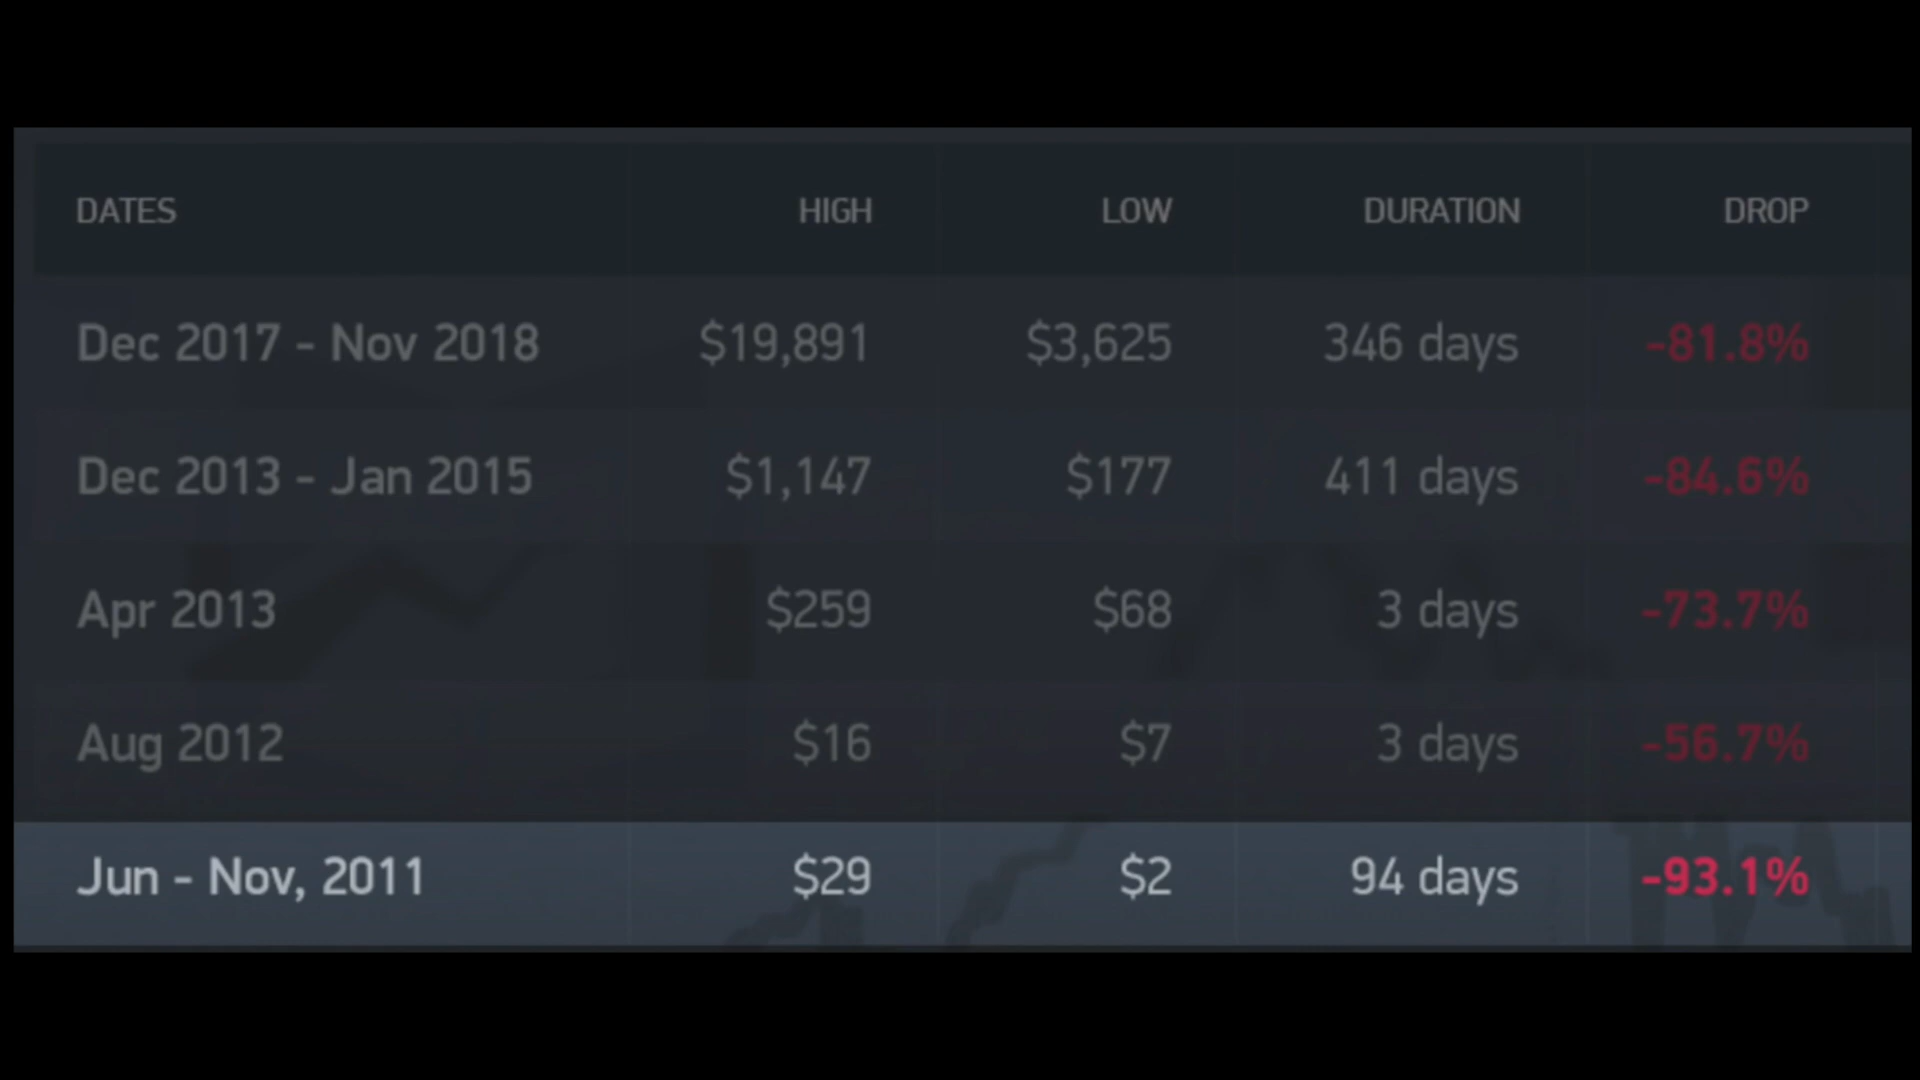 DATES HIGH LOW DURATION DROP
Dec 2017 - Nov 2018 $19,891 $3,625 346 days -81.8%
Dec 2013 - Jan 2015 $1,147 $177 411 days -84.6%
Apr 2013 $259 $68 3 days -73.7%
Aug 2012 $16 $7 3 days -56.7%
Jun - Nov, 2011 $29 $2 94 days -93.1%